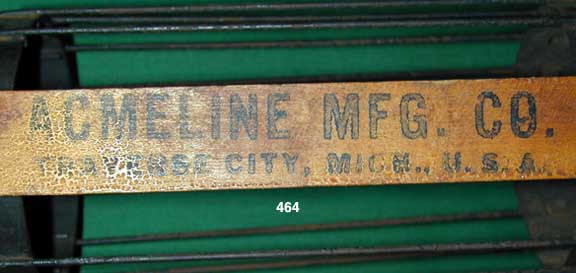 ACMELINE MFG. CO.
TRAVERSE CITY, MICH., U.S.A.
464